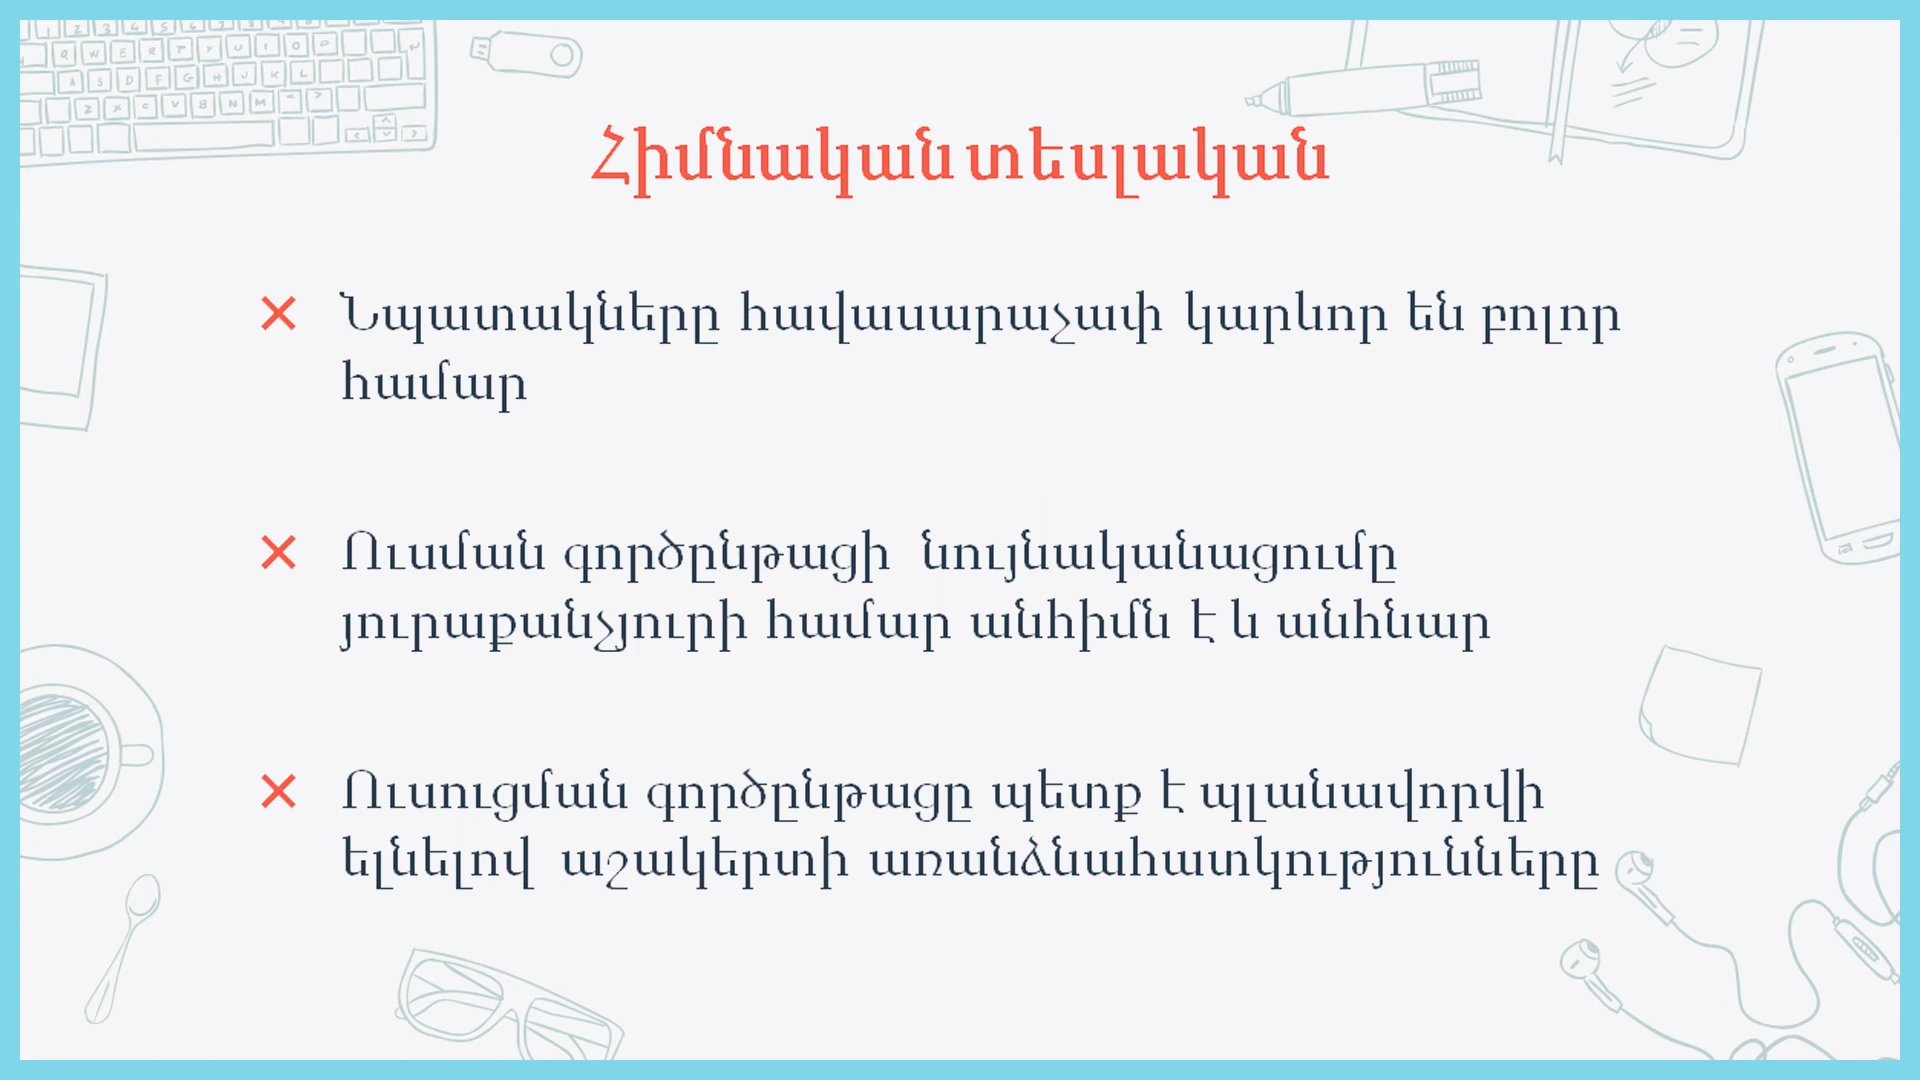 Հիմնական տեսլական
Նպատակները հավասարաչափ կարևոր են բոլոր
համար
Ուսման գործընթացի նույնականացումը
յուրաքանչյուրի համար անհիմն է և անհնար
Ուսուցման գործընթացը պետք է պլանավորվի
ելնելով աշակերտի առանձնահատկությունները